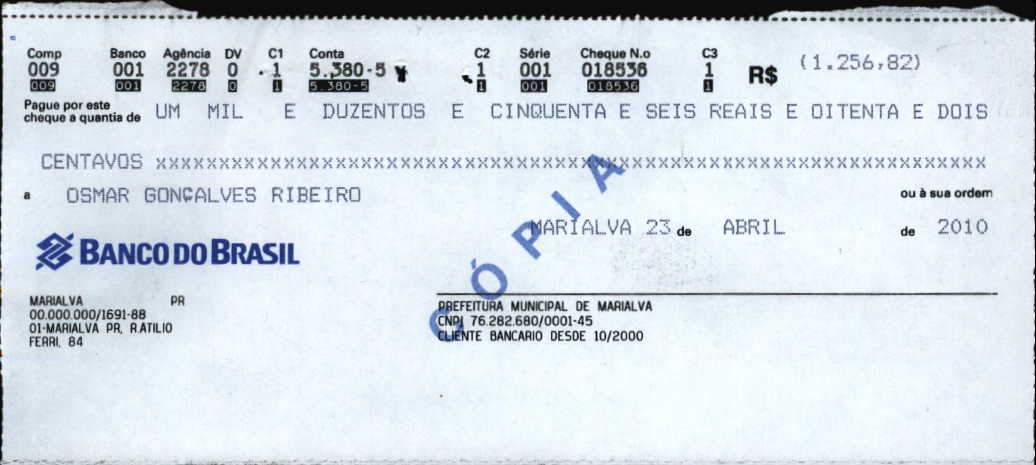 Comp Banco Agência DV C1 Conta C2 Série Cheque N.o C3
009 001 2278 0 1 5.380-5 1 001 018536 1 R$ (1.256,82)
009 001 2278 0 1 5.380-5 1 001 018536 1
Pague por este
cheque a quantia de UM MIL E DUZENTOS E CINQUENTA E SEIS REAIS E OITENTA E DOIS
CENTAVOS xxxxxxxxxxxxxxxxxxxxxxxxxxxxxxxxxxxxxxxxxxxxxxxxxxxxxxxxxxxxxxxxxxxxxx
a OSMAR GONÇALVES RIBEIRO ou à sua ordem
MARIALVA 23 de ABRIL de 2010
BANCO DO BRASIL
CÓPIA
MARIALVA PR
00.000.000/1691-88
01-MARIALVA PR, R.ATILIO
FERRI, 84
PREFEITURA MUNICIPAL DE MARIALVA
CNPJ 76.282.680/0001-45
CLIENTE BANCARIO DESDE 10/2000